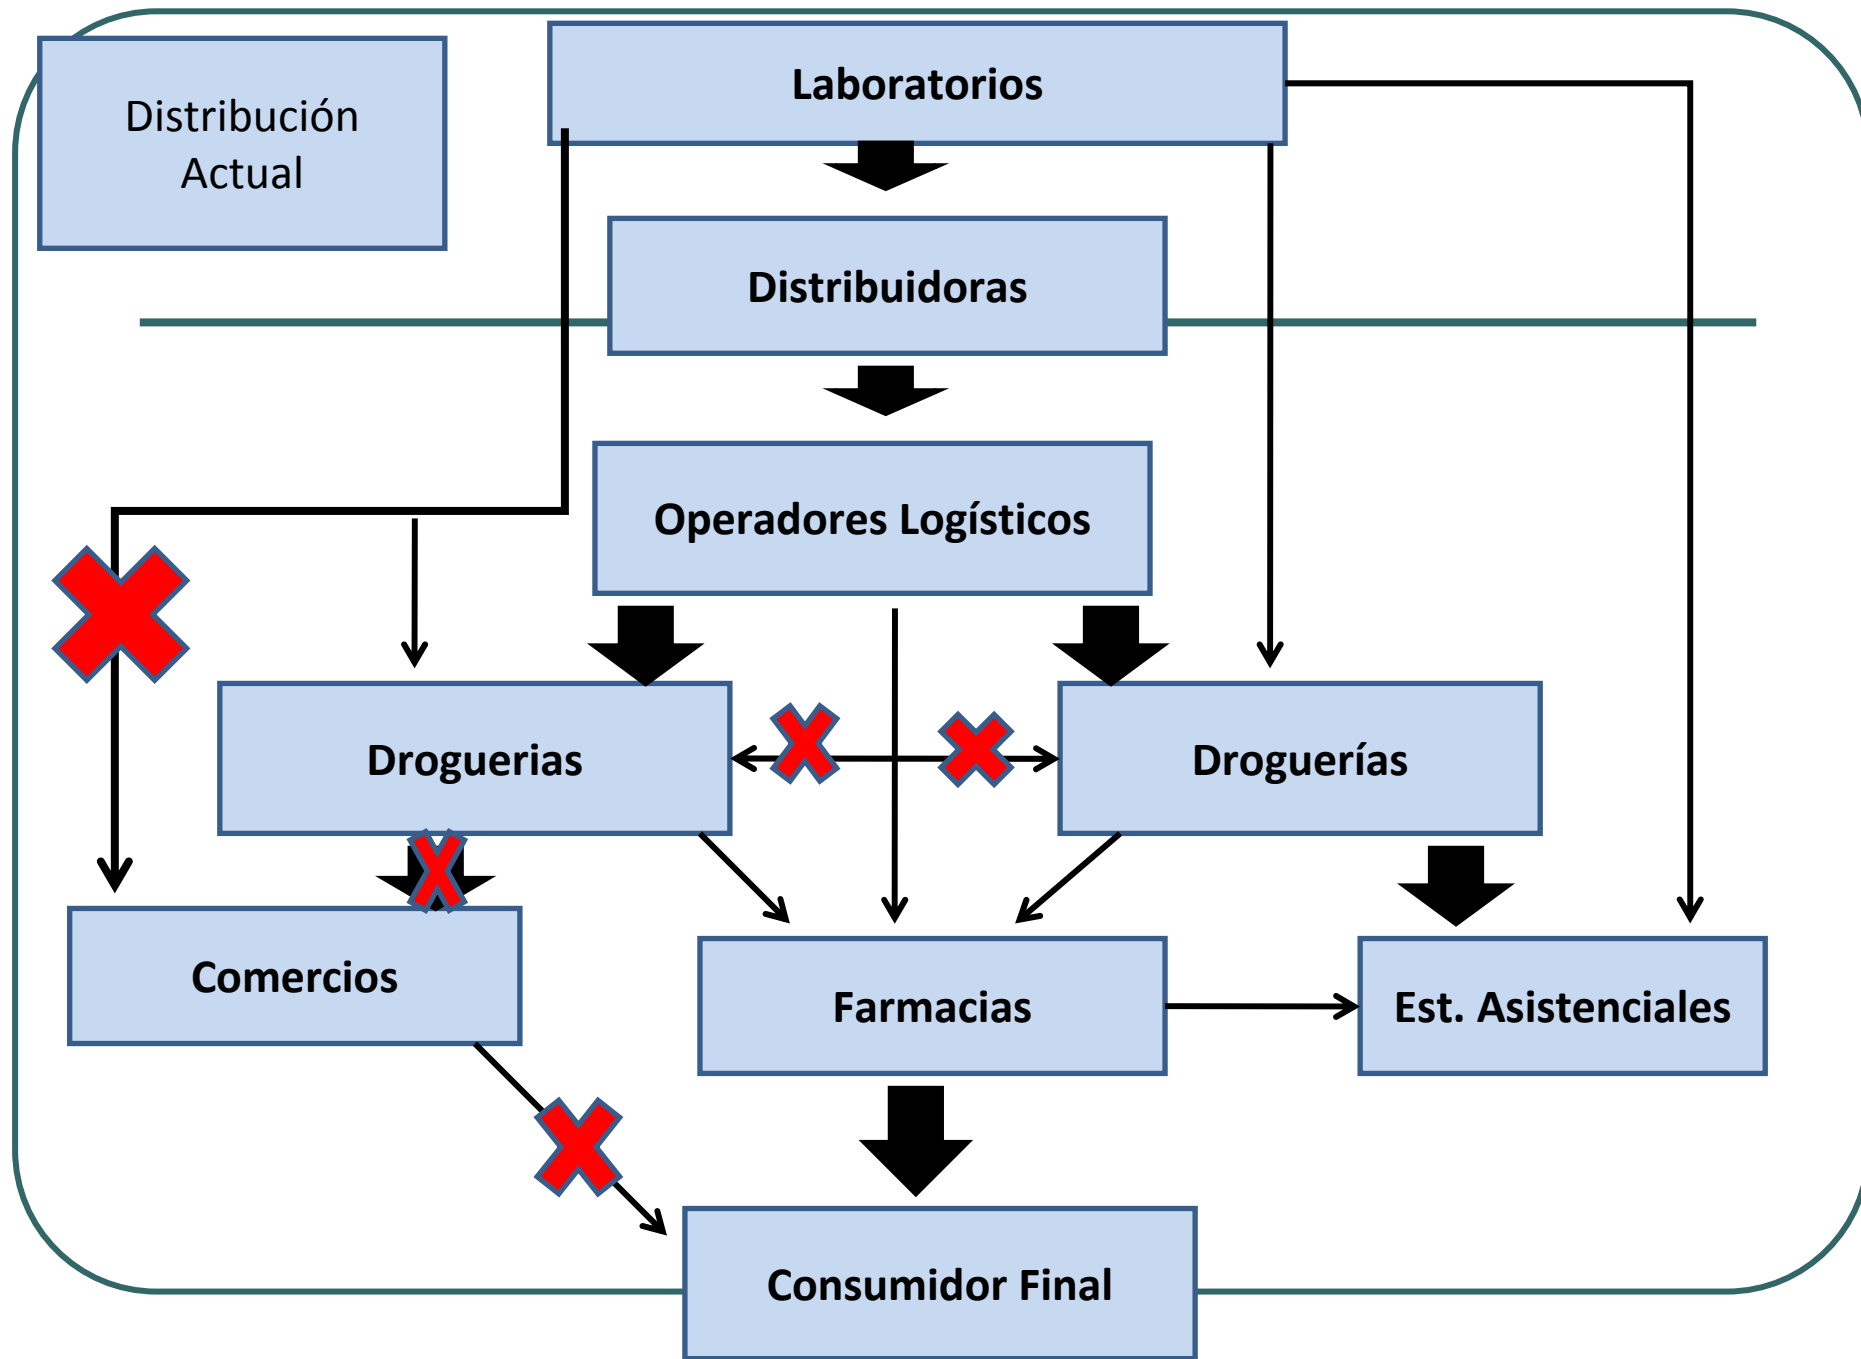 Distribución
Actual
Laboratorios
Distribuidoras
Operadores Logísticos
Droguerias
Droguerías
Comercios
Farmacias
Est. Asistenciales
Consumidor Final